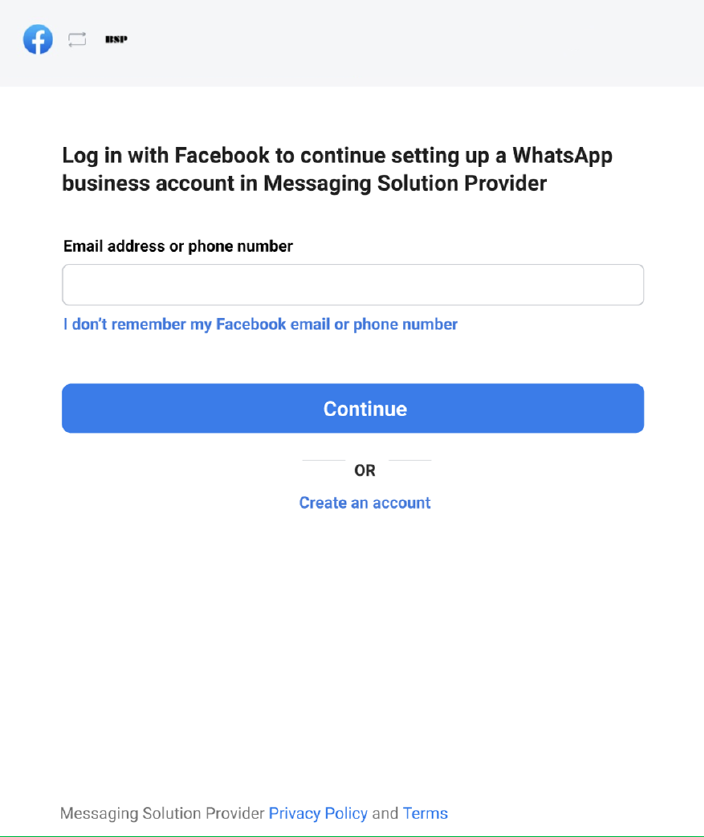 BSP
Log in with Facebook to continue setting up a WhatsApp
business account in Messaging Solution Provider
Email address or phone number
I don't remember my Facebook email or phone number
Continue
OR
Create an account
Messaging Solution Provider Privacy Policy and Terms